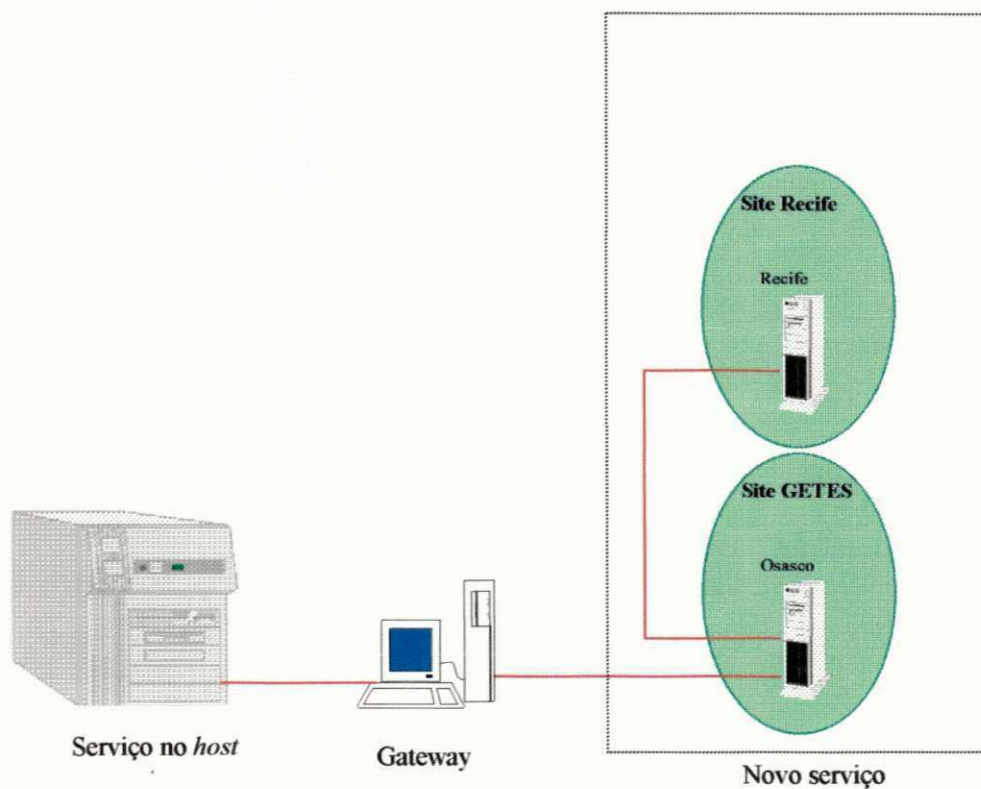 Site Recife
Recife
Site GETES
Osasco
Serviço no host
Gateway
Novo serviço